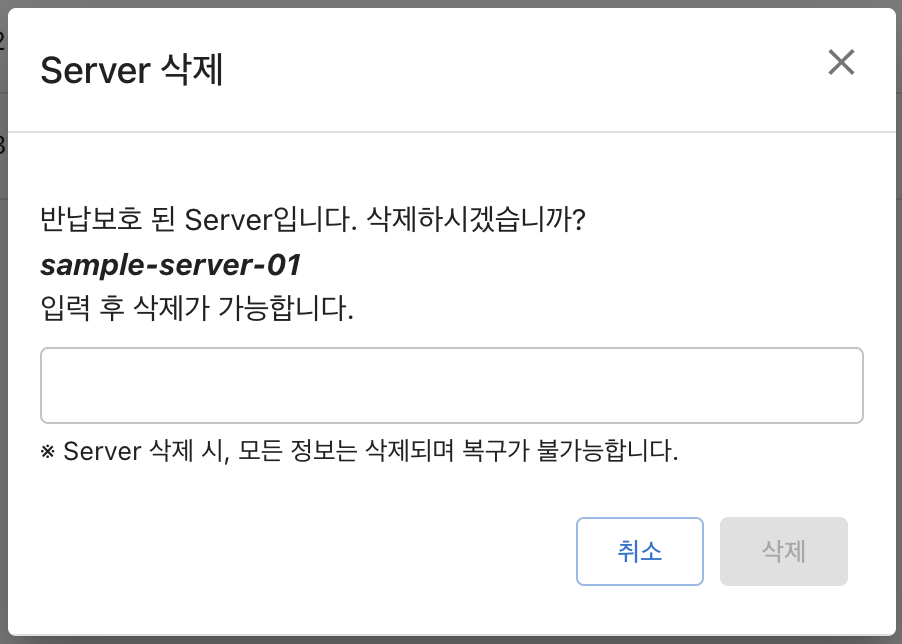 Server 삭제
반납보호 된 Server입니다. 삭제하시겠습니까?
sample-server-01
입력 후 삭제가 가능합니다.
※ Server 삭제 시, 모든 정보는 삭제되며 복구가 불가능합니다.
취소
삭제